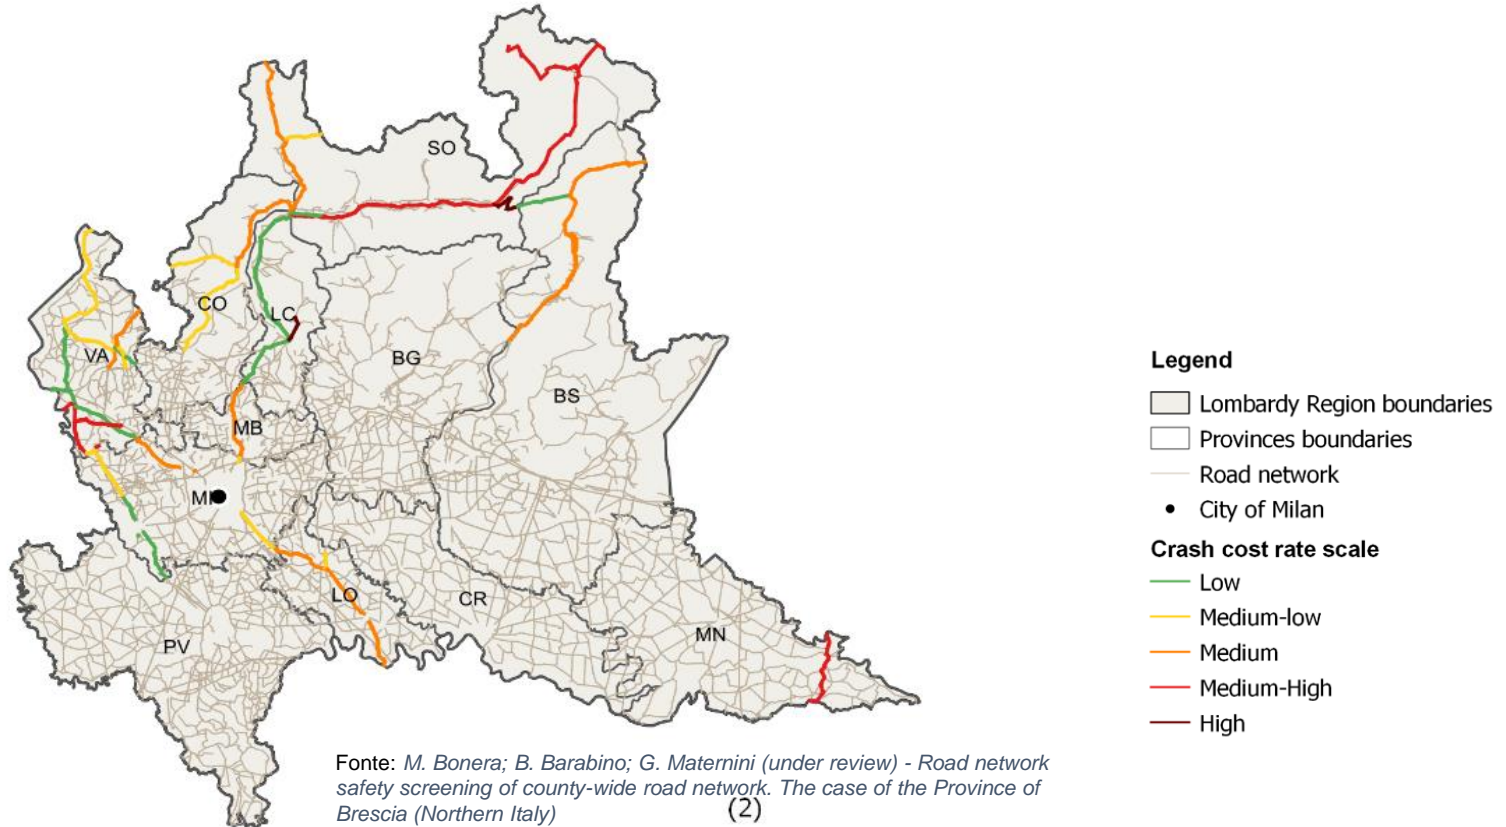 SO
CO
LC
VA
BG
BS
MB
MI
LO
CR
PV
MN
Legend
Lombardy Region boundaries
Provinces boundaries
Road network
City of Milan
Crash cost rate scale
Low
Medium-low
Medium
Medium-High
High
Fonte: M. Bonera; B. Barabino; G. Maternini (under review) - Road network
safety screening of county-wide road network. The case of the Province of
Brescia (Northern Italy)
(2)